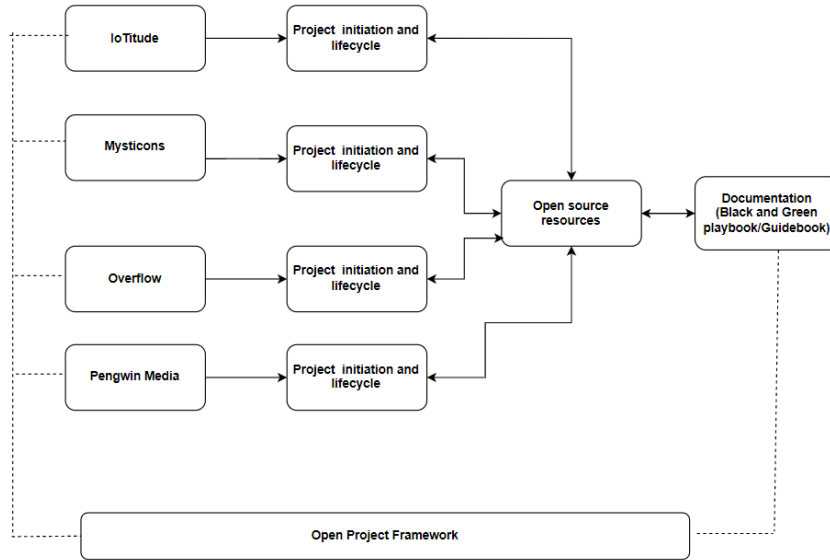 IoTitude
Project initiation and
lifecycle
Mysticons
Project initiation and
lifecycle
Open source
resources
Documentation
(Black and Green
playbook/Guidebook)
Overflow
Project initiation and
lifecycle
Pengwin Media
Project initiation and
lifecycle
Open Project Framework